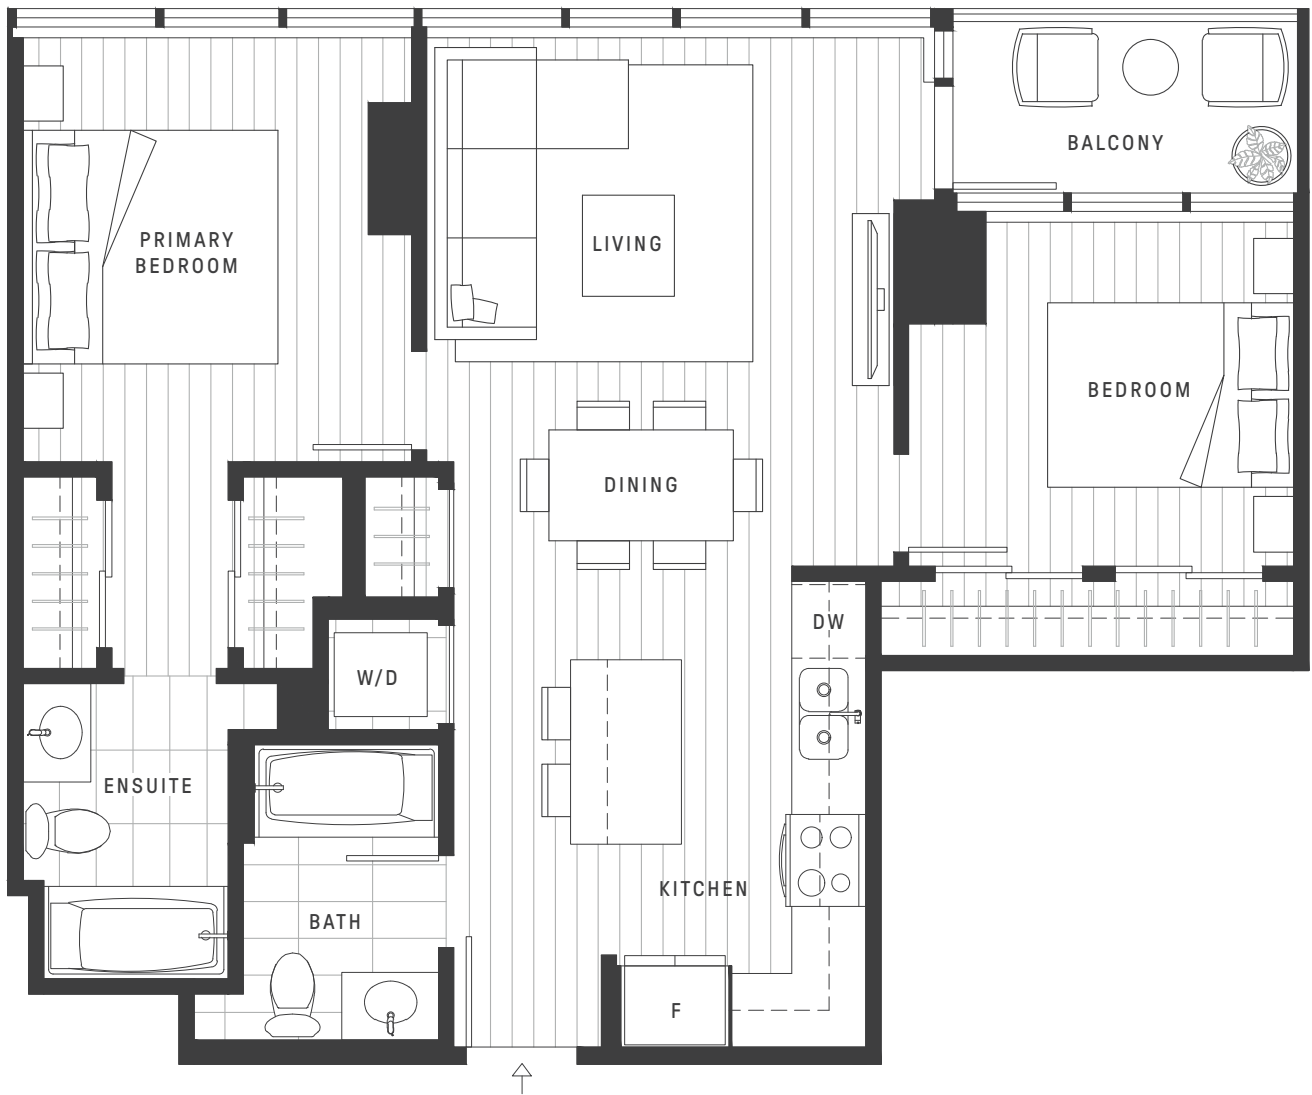 BALCONY
PRIMARY
BEDROOM
LIVING
BEDROOM
DINING
DW
W/D
ENSUITE
KITCHEN
BATH
F